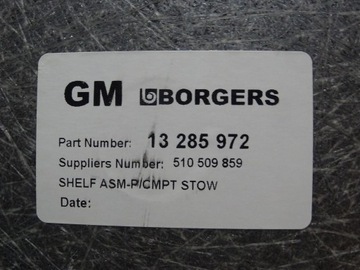 GM BORGERS
Part Number: 13 285 972
Suppliers Number: 510 509 859
SHELF ASM-P/CMPT STOW
Date: